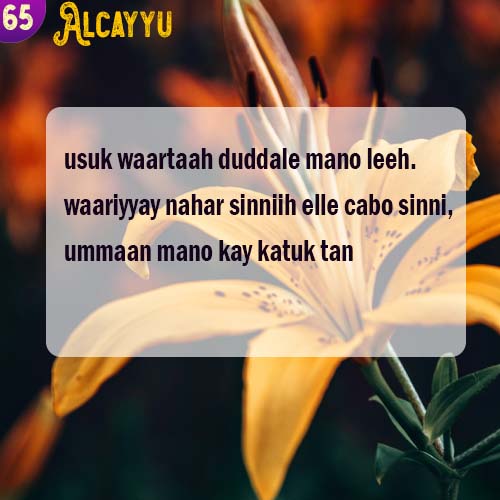 65 Alcayyu
usuk waartaah duddale mano leeh.
waariyyay nahar sinniih elle cabo sinni,
ummaan mano kay katuk tan